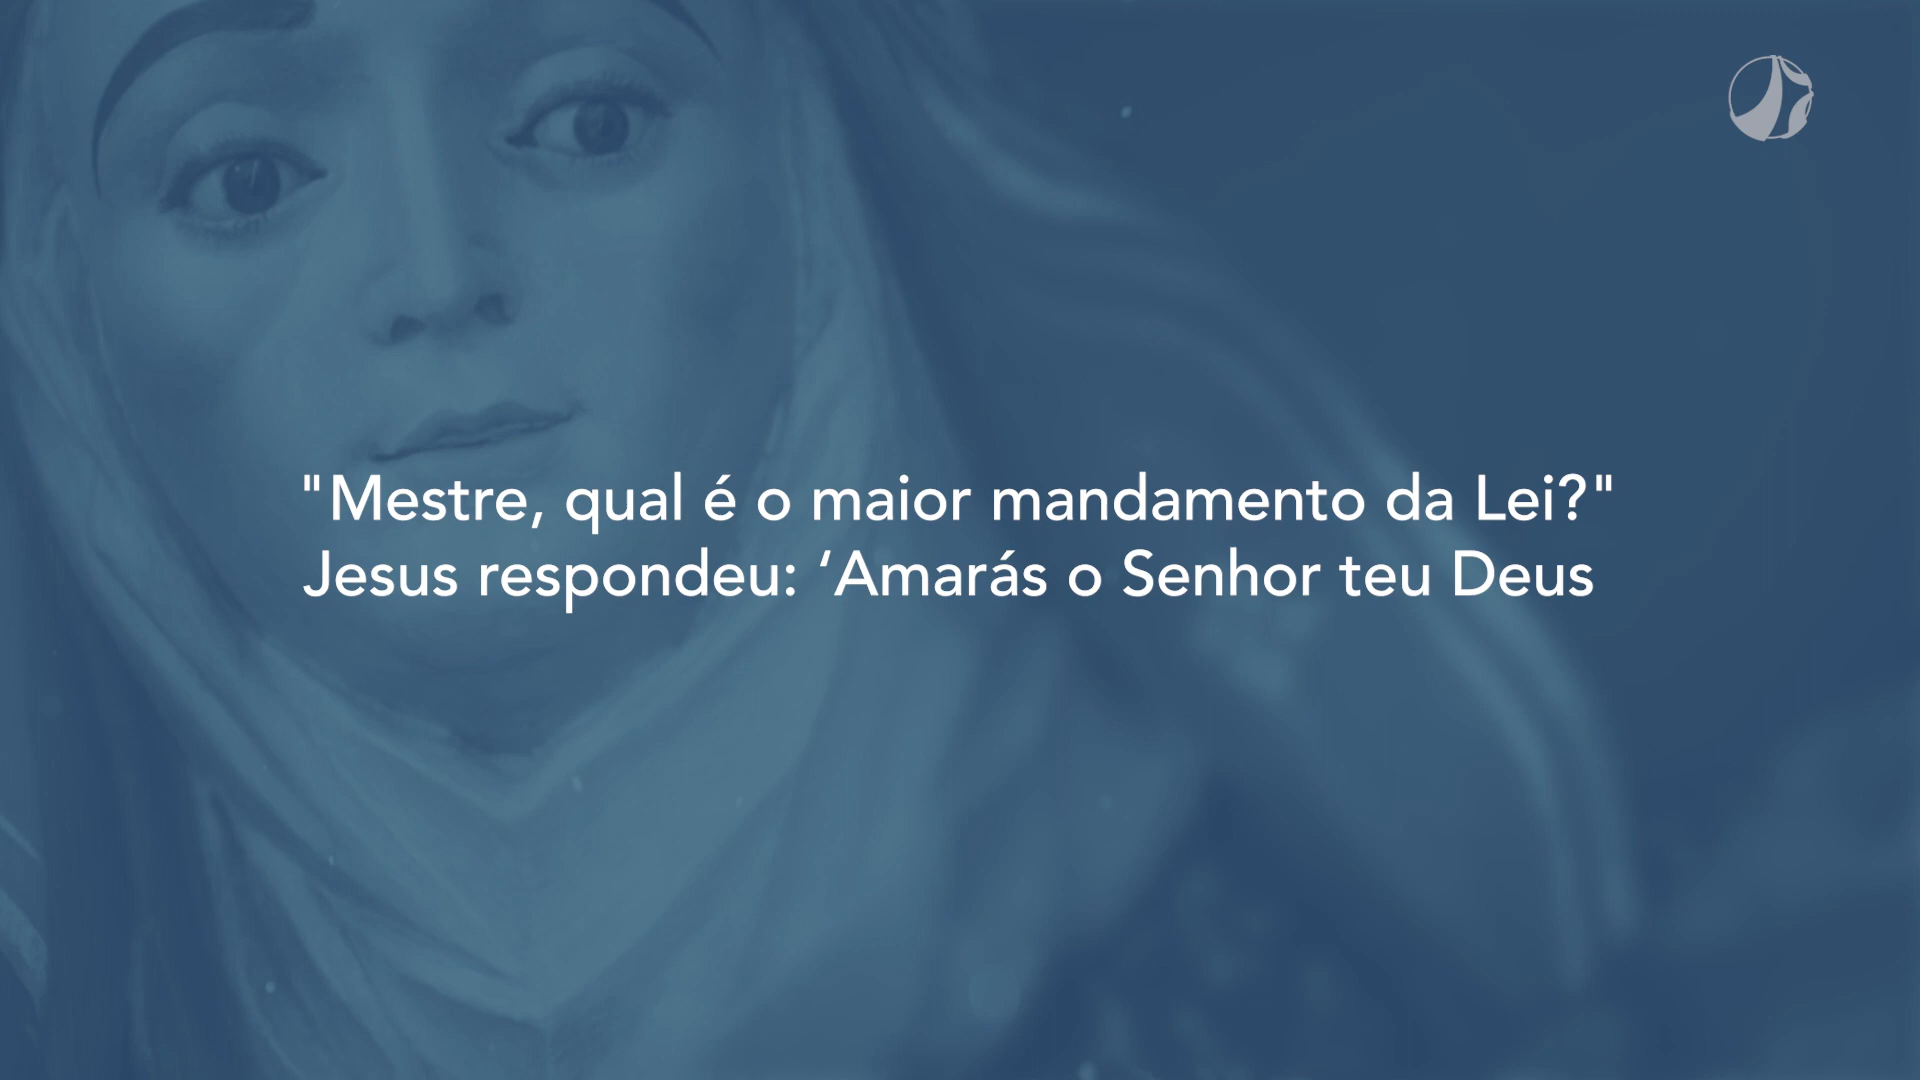 "Mestre, qual é o maior mandamento da Lei?"
Jesus respondeu: ‘Amarás o Senhor teu Deus